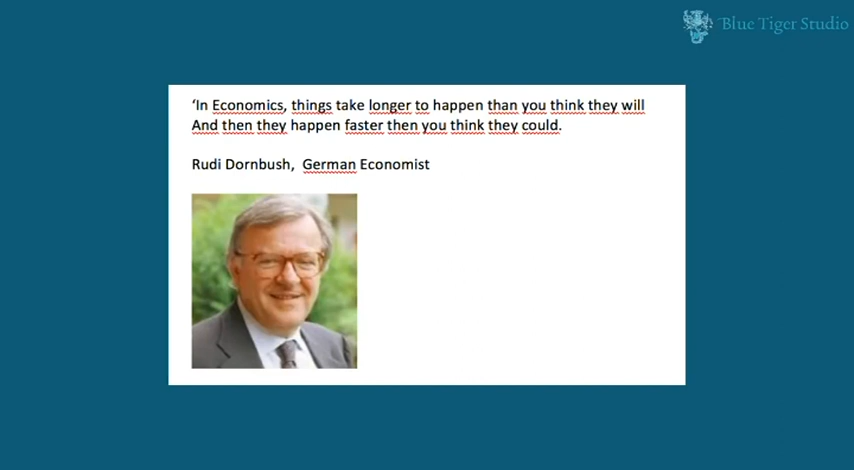 Blue Tiger Studio
‘In Economics, things take longer to happen than you think they will
And then they happen faster then you think they could.
Rudi Dornbush,  German Economist